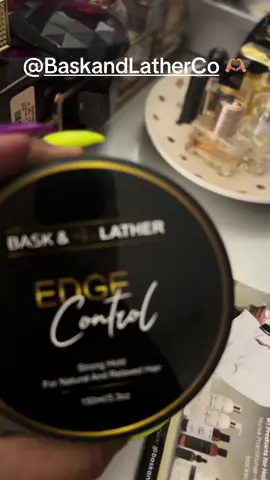 @BaskandLatherCo 🫶🏾
BASK & LATHER
EDGE
Control
Strong Hold
For Natural And Relaxed Hair
150ml/5.3oz